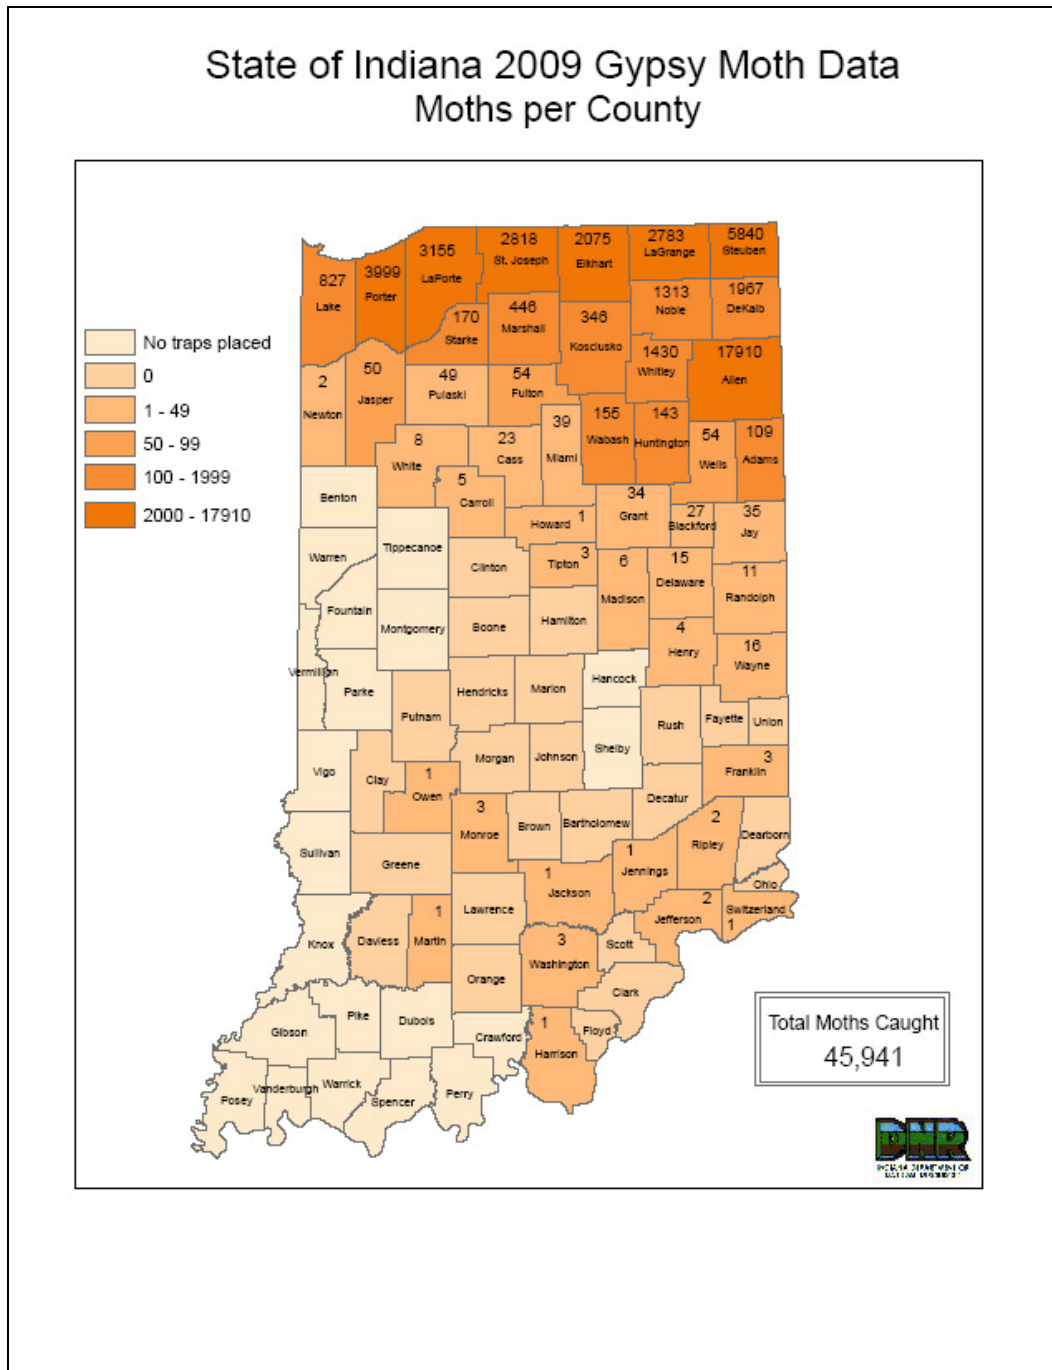 State of Indiana 2009 Gypsy Moth Data
Moths per County
No traps placed
0
1 - 49
50 - 99
100 - 1999
2000 - 17910
827
Lake
3999
Porter
3155
LaPorte
2818
St. Joseph
2075
Elkhart
2783
LaGrange
5840
Steuben
170
Starke
446
Marshall
346
Kosciusko
1313
Noble
1967
DeKalb
1430
Whitley
17910
Allen
2
Newton
50
Jasper
49
Pulaski
54
Fulton
155
Wabash
143
Huntington
54
Wells
109
Adams
8
White
23
Cass
39
Miami
5
Carroll
34
Grant
27
Blackford
35
Jay
Benton
Howard 1
Warren
Tippecanoe
Clinton
3
Tipton
6
Madison
15
Delaware
11
Randolph
Fountain
Montgomery
Boone
Hamilton
4
Henry
16
Wayne
Vermillian
Parke
Putnam
Hendricks
Marion
Hancock
Rush
Fayette
Union
Vigo
Clay
1
Owen
Morgan
Johnson
Shelby
Decatur
3
Franklin
3
Monroe
Brown
Bartholomew
1
Jennings
2
Ripley
Dearborn
Sullivan
Greene
1
Jackson
Ohio
Lawrence
2
Jefferson
Switzerland
1
Knox
Daviess
1
Martin
Orange
3
Washington
Scott
Clark
Gibson
Pike
Dubois
Crawford
1
Harrison
Floyd
Posey
Vanderburgh
Warrick
Spencer
Perry
Total Moths Caught
45,941
DNR
INDIANA DEPARTMENT OF
NATURAL RESOURCES